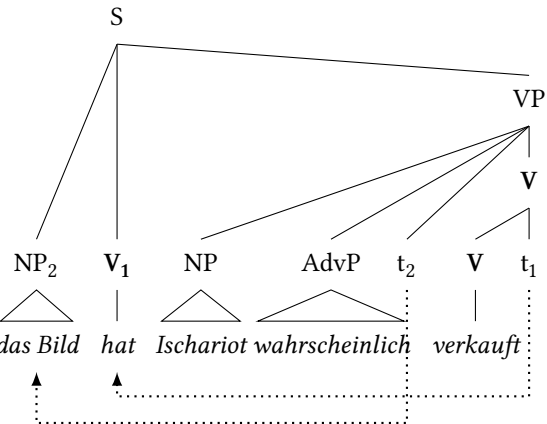 S
VP
V
NP₂ V₁ NP AdvP t₂ V t₁
das Bild hat Ischariot wahrscheinlich verkauft